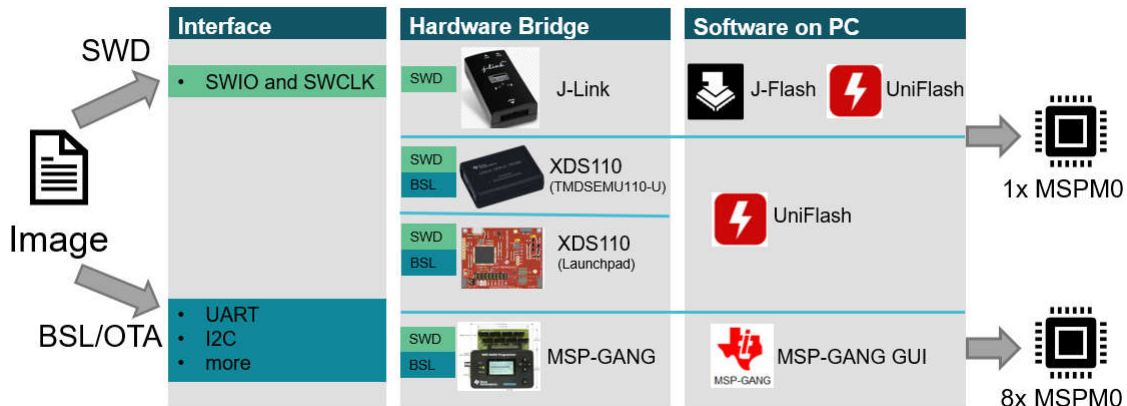 Interface
Hardware Bridge
Software on PC
SWD
• SWIO and SWCLK
SWD
J-Link
J-Flash
UniFlash
1x MSPM0
SWD
BSL
XDS110
(TMDSEMU110-U)
UniFlash
Image
SWD
BSL
XDS110
(Launchpad)
BSL/OTA
• UART
• I2C
• more
SWD
BSL
MSP-GANG
MSP-GANG
MSP-GANG GUI
8x MSPM0